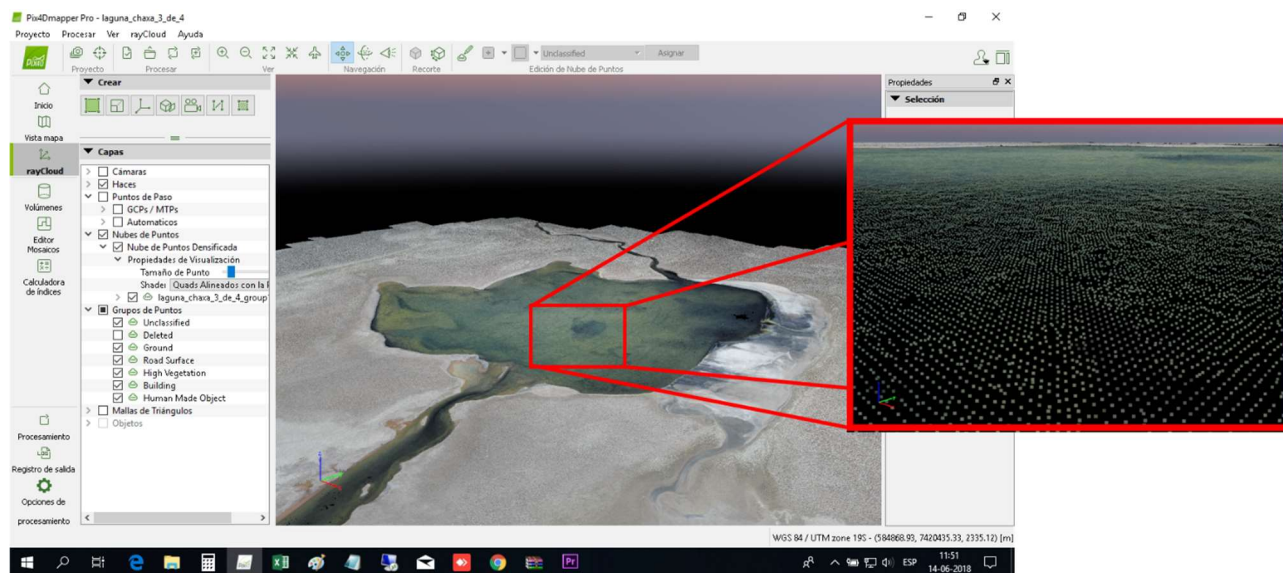 Pix4Dmapper Pro - laguna_chaxa_3_de_4
Proyecto Procesar Ver rayCloud Ayuda
Unclassified Asignar
Proyecto Procesar Ver Navegación Recorte Edición de Nube de Puntos
Inicio
Vista mapa
rayCloud
Volúmenes
Editor
Mosaicos
Calculadora
de índices
Procesamiento
Registro de salida
Opciones de
procesamiento
Crear
Capas
Cámaras
Haces
Puntos de Paso
GCPs / MTPs
Automaticos
Nubes de Puntos
Nube de Puntos Densificada
Propiedades de Visualización
Tamaño de Punto
Shader Quads Alineados con la
laguna_chaxa_3_de_4_group1
Grupos de Puntos
Unclassified
Deleted
Ground
Road Surface
High Vegetation
Building
Human Made Object
Mallas de Triángulos
Objetos
Propiedades
Selección
WGS 84 / UTM zone 19S - (584868.93, 7420435.33, 2335.12) [m]
Pr
ESP
11:51
14-06-2018